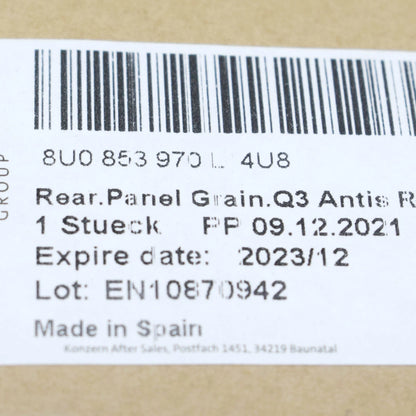 GROUP
8U0 853 970 L 4U8
Rear.Panel Grain.Q3 Antis R
1 Stueck PP 09.12.2021
Expire date: 2023/12
Lot: EN10870942
Made in Spain
Konzern After Sales, Postfach 1451, 34219 Baunatal